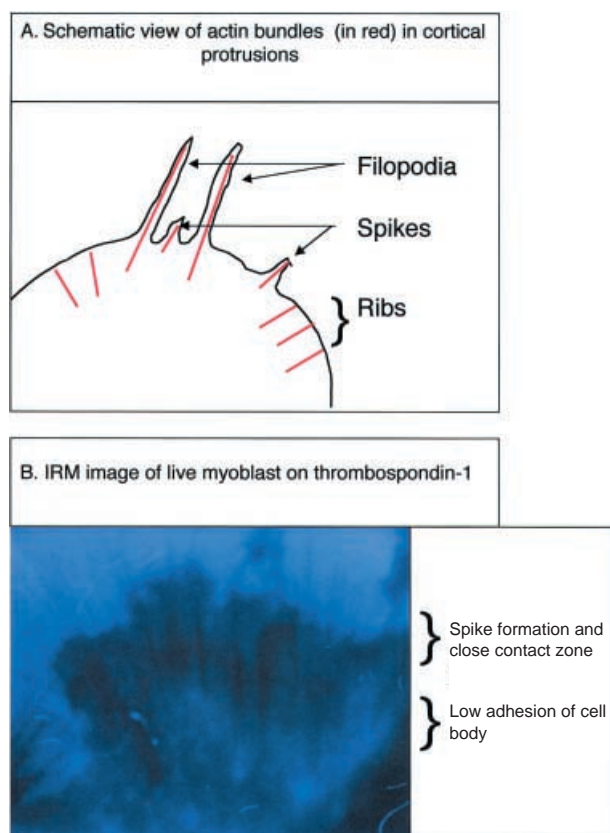 A. Schematic view of actin bundles (in red) in cortical
protrusions
Filopodia
Spikes
Ribs
B. IRM image of live myoblast on thrombospondin-1
Spike formation and
close contact zone
Low adhesion of cell
body